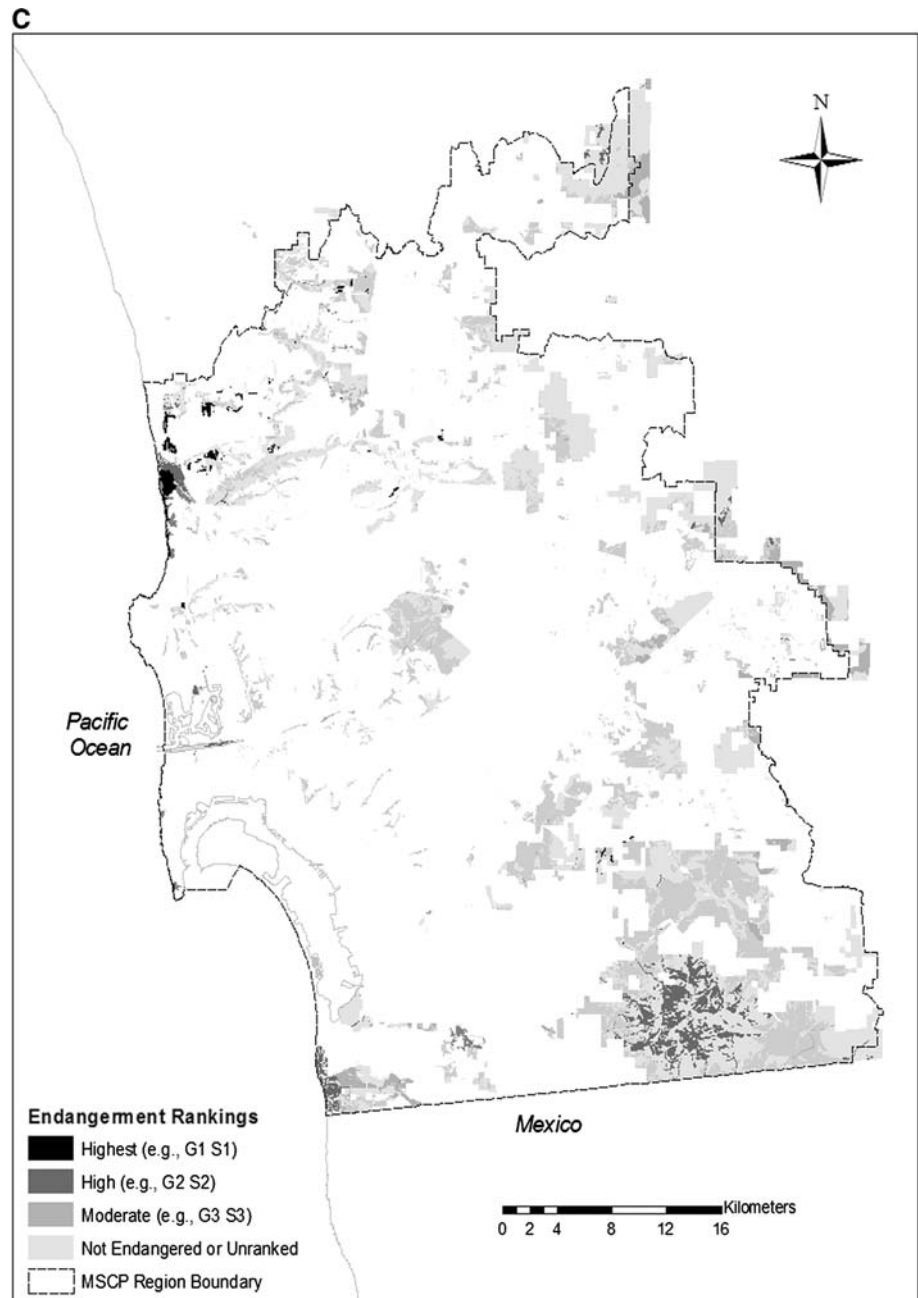 C
N
Pacific
Ocean
Mexico
Endangerment Rankings
Highest (e.g., G1 S1)
High (e.g., G2 S2)
Moderate (e.g., G3 S3)
Not Endangered or Unranked
MSCP Region Boundary
Kilometers
0 2 4 8 12 16